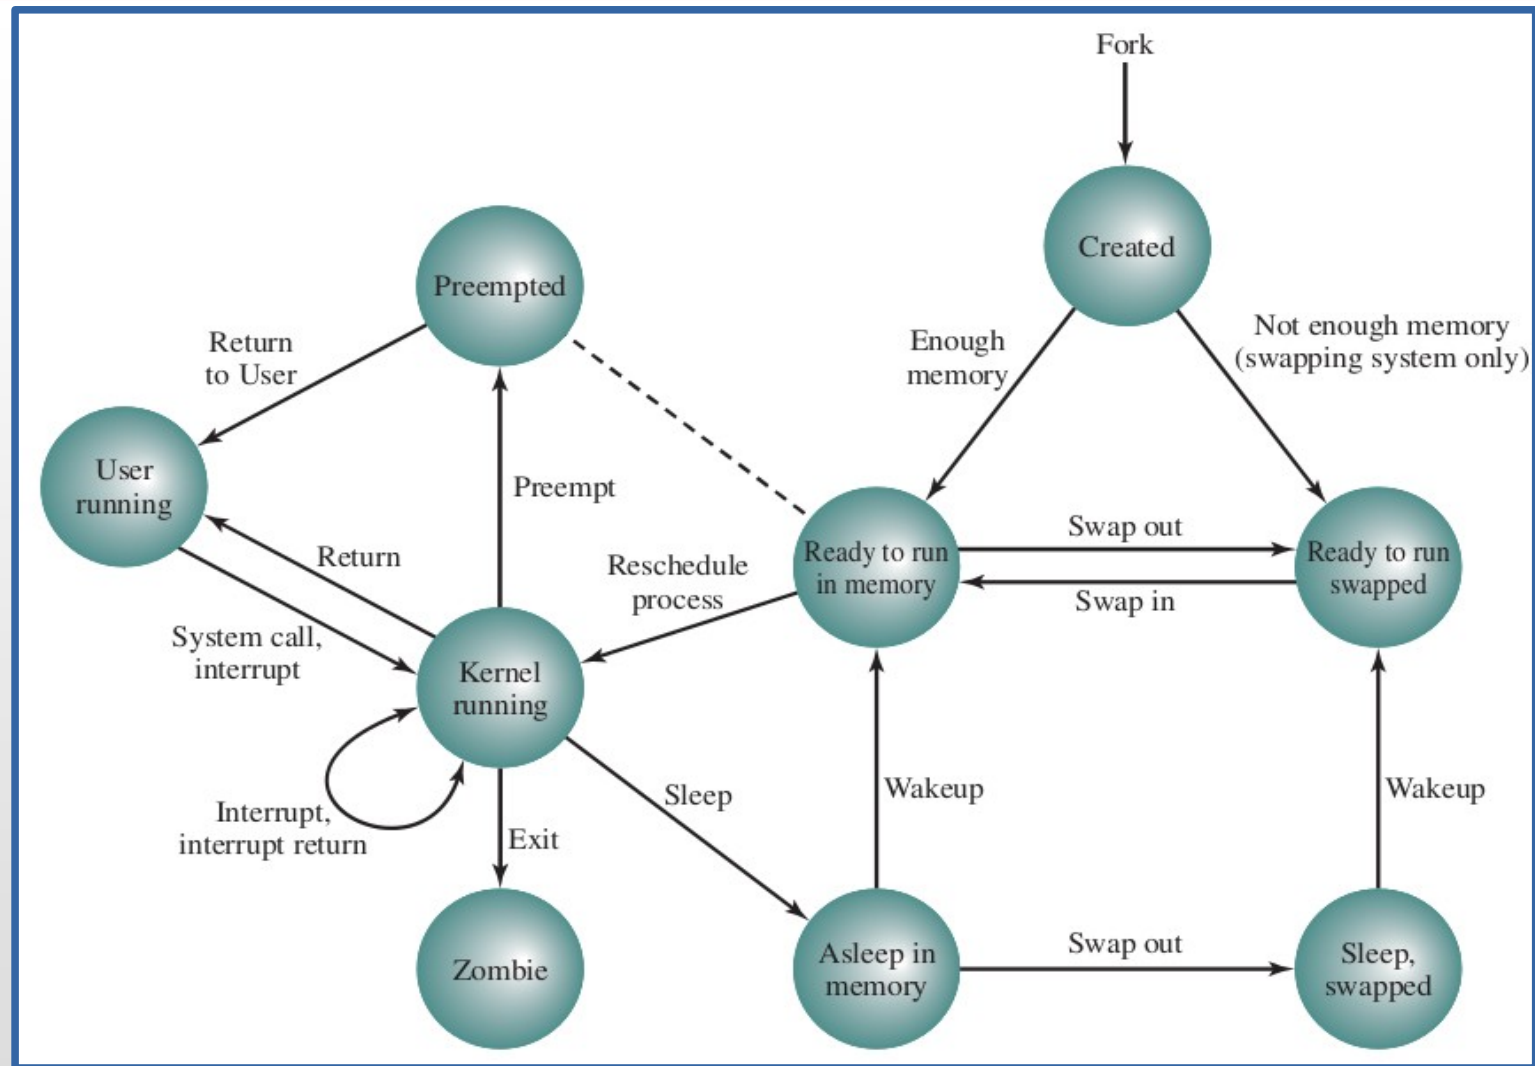 Fork
Created
Preempted
Not enough memory
(swapping system only)
Enough
memory
Return
to User
User
running
Preempt
Swap out
Ready to run
in memory
Ready to run
swapped
Return
Reschedule
process
Swap in
System call,
interrupt
Kernel
running
Sleep
Wakeup
Wakeup
Interrupt,
interrupt return
Exit
Swap out
Zombie
Asleep in
memory
Sleep,
swapped